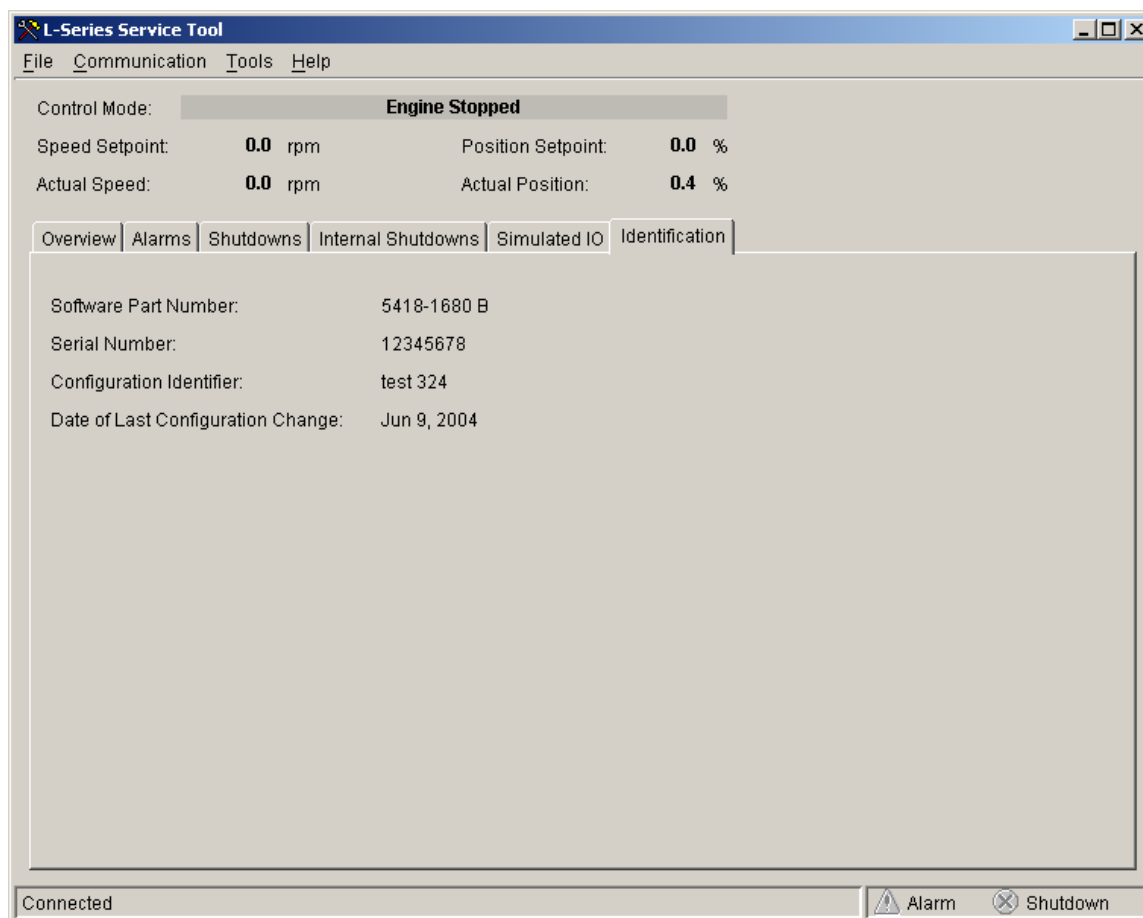 L-Series Service Tool
File Communication Tools Help
Control Mode: Engine Stopped
Speed Setpoint: 0.0 rpm Position Setpoint: 0.0 %
Actual Speed: 0.0 rpm Actual Position: 0.4 %
Overview Alarms Shutdowns Internal Shutdowns Simulated IO Identification
Software Part Number: 5418-1680 B
Serial Number: 12345678
Configuration Identifier: test 324
Date of Last Configuration Change: Jun 9, 2004
Connected Alarm Shutdown